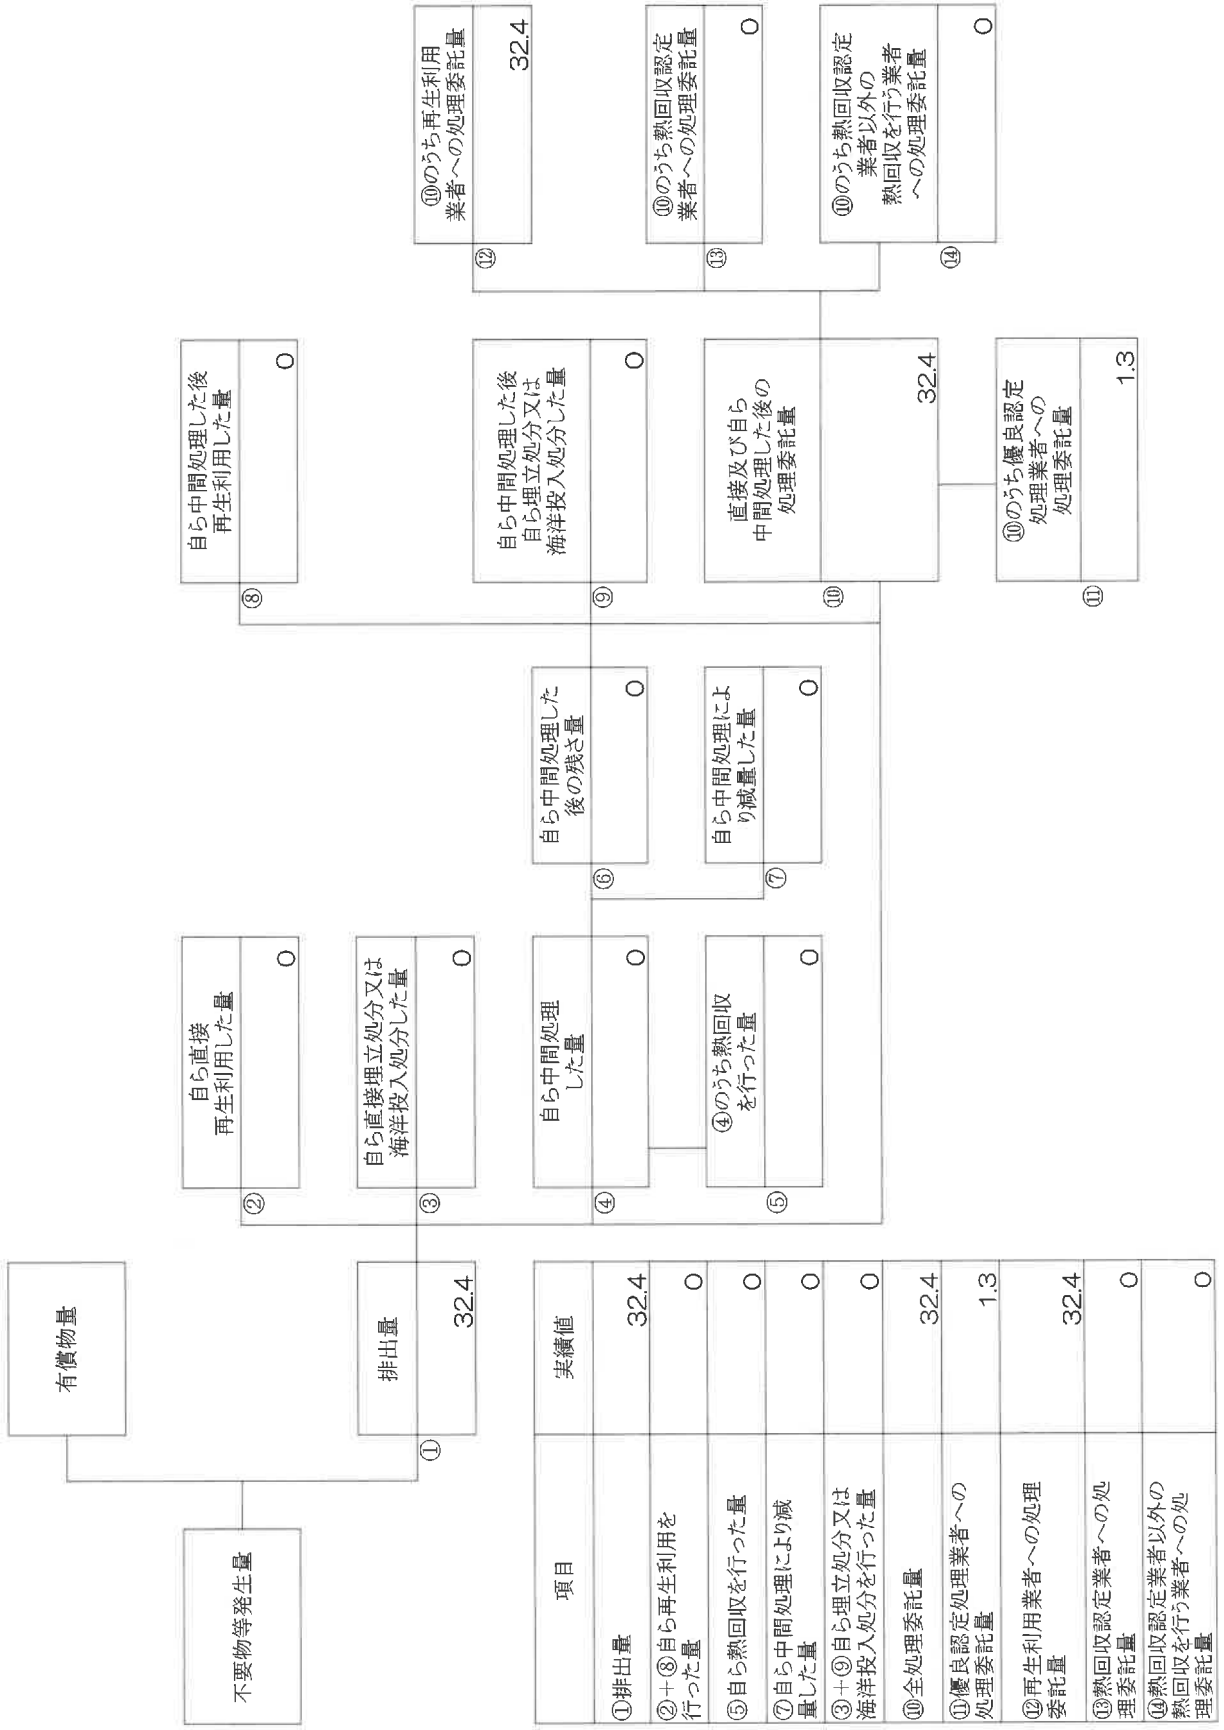 不要物等発生量
有償物量
①
排出量
32.4
②
自ら直接
再生利用した量
0
③
自ら直接埋立処分又は
海洋投入処分した量
0
④
自ら中間処理
した量
0
⑤
④のうち熱回収
を行った量
0
⑥
自ら中間処理した
後の残さ量
0
⑦
自ら中間処理によ
り減量した量
0
⑧
自ら中間処理した後
再生利用した量
0
⑨
自ら中間処理した後
自ら埋立処分又は
海洋投入処分した量
0
⑩
直接及び自ら
中間処理した後の
処理委託量
32.4
⑪
⑩のうち優良認定
処理業者への
処理委託量
1.3
⑫
⑩のうち再生利用
業者への処理委託量
32.4
⑬
⑩のうち熱回収認定
業者への処理委託量
0
⑭
⑩のうち熱回収認定
業者以外の
熱回収を行う業者
への処理委託量
0
項目 実績値
①排出量 32.4
②+⑧自ら再生利用を
行った量 0
⑤自ら熱回収を行った量 0
⑦自ら中間処理により減
量した量 0
③+⑨自ら埋立処分又は
海洋投入処分を行った量 0
⑩全処理委託量 32.4
⑪優良認定処理業者への
処理委託量 1.3
⑫再生利用業者への処理
委託量 32.4
⑬熱回収認定業者への処
理委託量 0
⑭熱回収認定業者以外の
熱回収を行う業者への処
理委託量 0